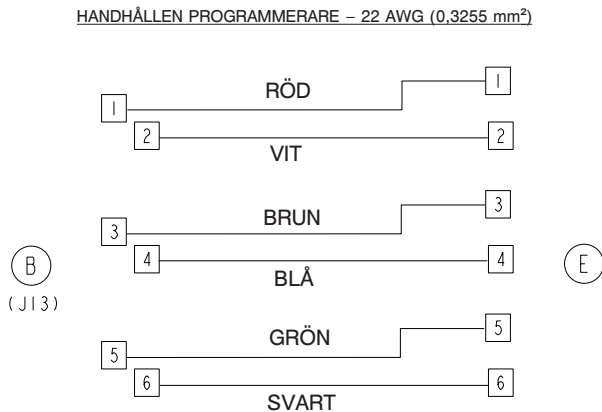 HANDHÅLLEN PROGRAMMERARE – 22 AWG (0,3255 mm²)
1 RÖD 1
2 VIT 2
3 BRUN 3
4 BLÅ 4
B
(J13)
E
5 GRÖN 5
6 SVART 6